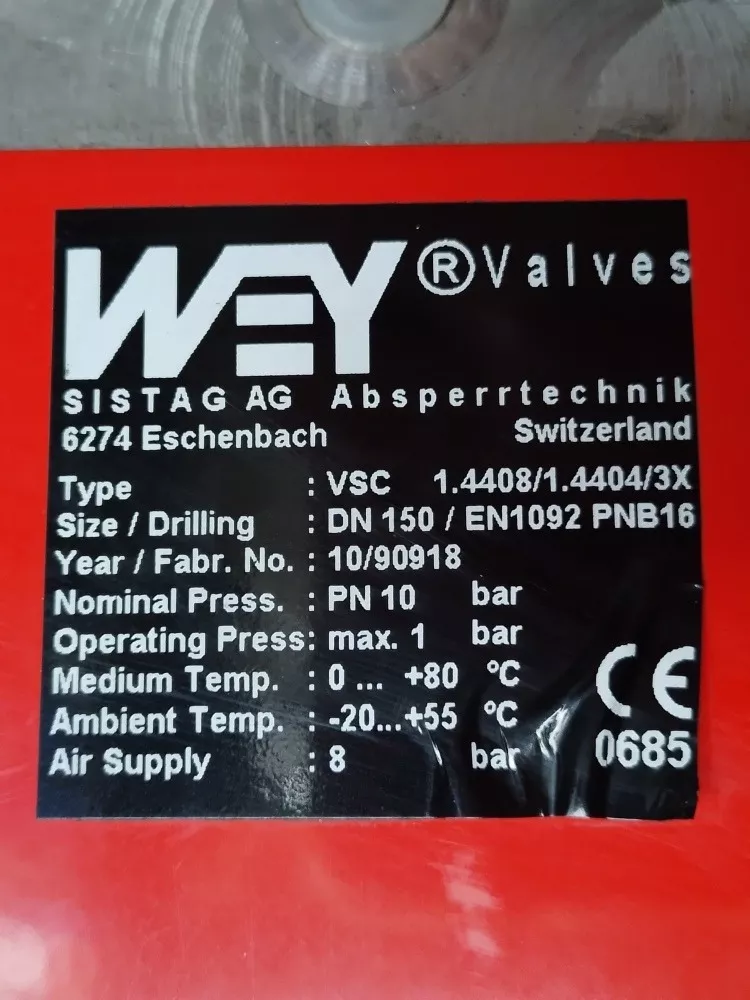 WEY ® Valves
SISTAG AG Absperrtechnik
6274 Eschenbach Switzerland
Type : VSC 1.4408/1.4404/3X
Size / Drilling : DN 150 / EN1092 PNB16
Year / Fabr. No. : 10/90918
Nominal Press. : PN 10 bar
Operating Press: max. 1 bar
Medium Temp. : 0 ... +80 °C
Ambient Temp. : -20...+55 °C
Air Supply : 8 bar
CE
0685